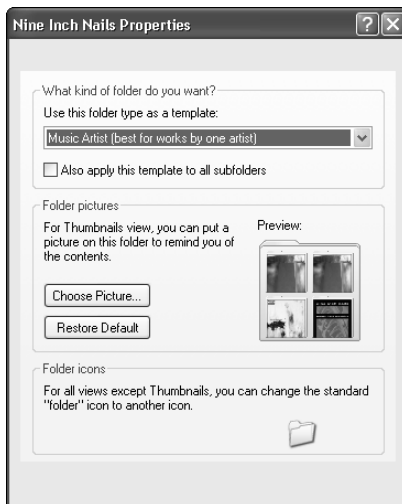 Nine Inch Nails Properties
What kind of folder do you want?
Use this folder type as a template:
Music Artist (best for works by one artist)
Also apply this template to all subfolders
Folder pictures
For Thumbnails view, you can put a
picture on this folder to remind you of
the contents.
Preview:
Choose Picture...
Restore Default
Folder icons
For all views except Thumbnails, you can change the standard
"folder" icon to another icon.